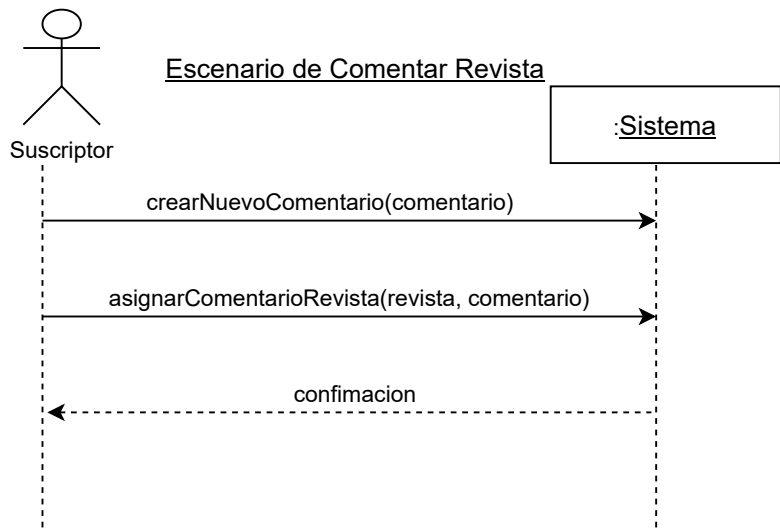 Escenario de Comentar Revista
:Sistema
Suscriptor
crearNuevoComentario(comentario)
asignarComentarioRevista(revista, comentario)
confimacion